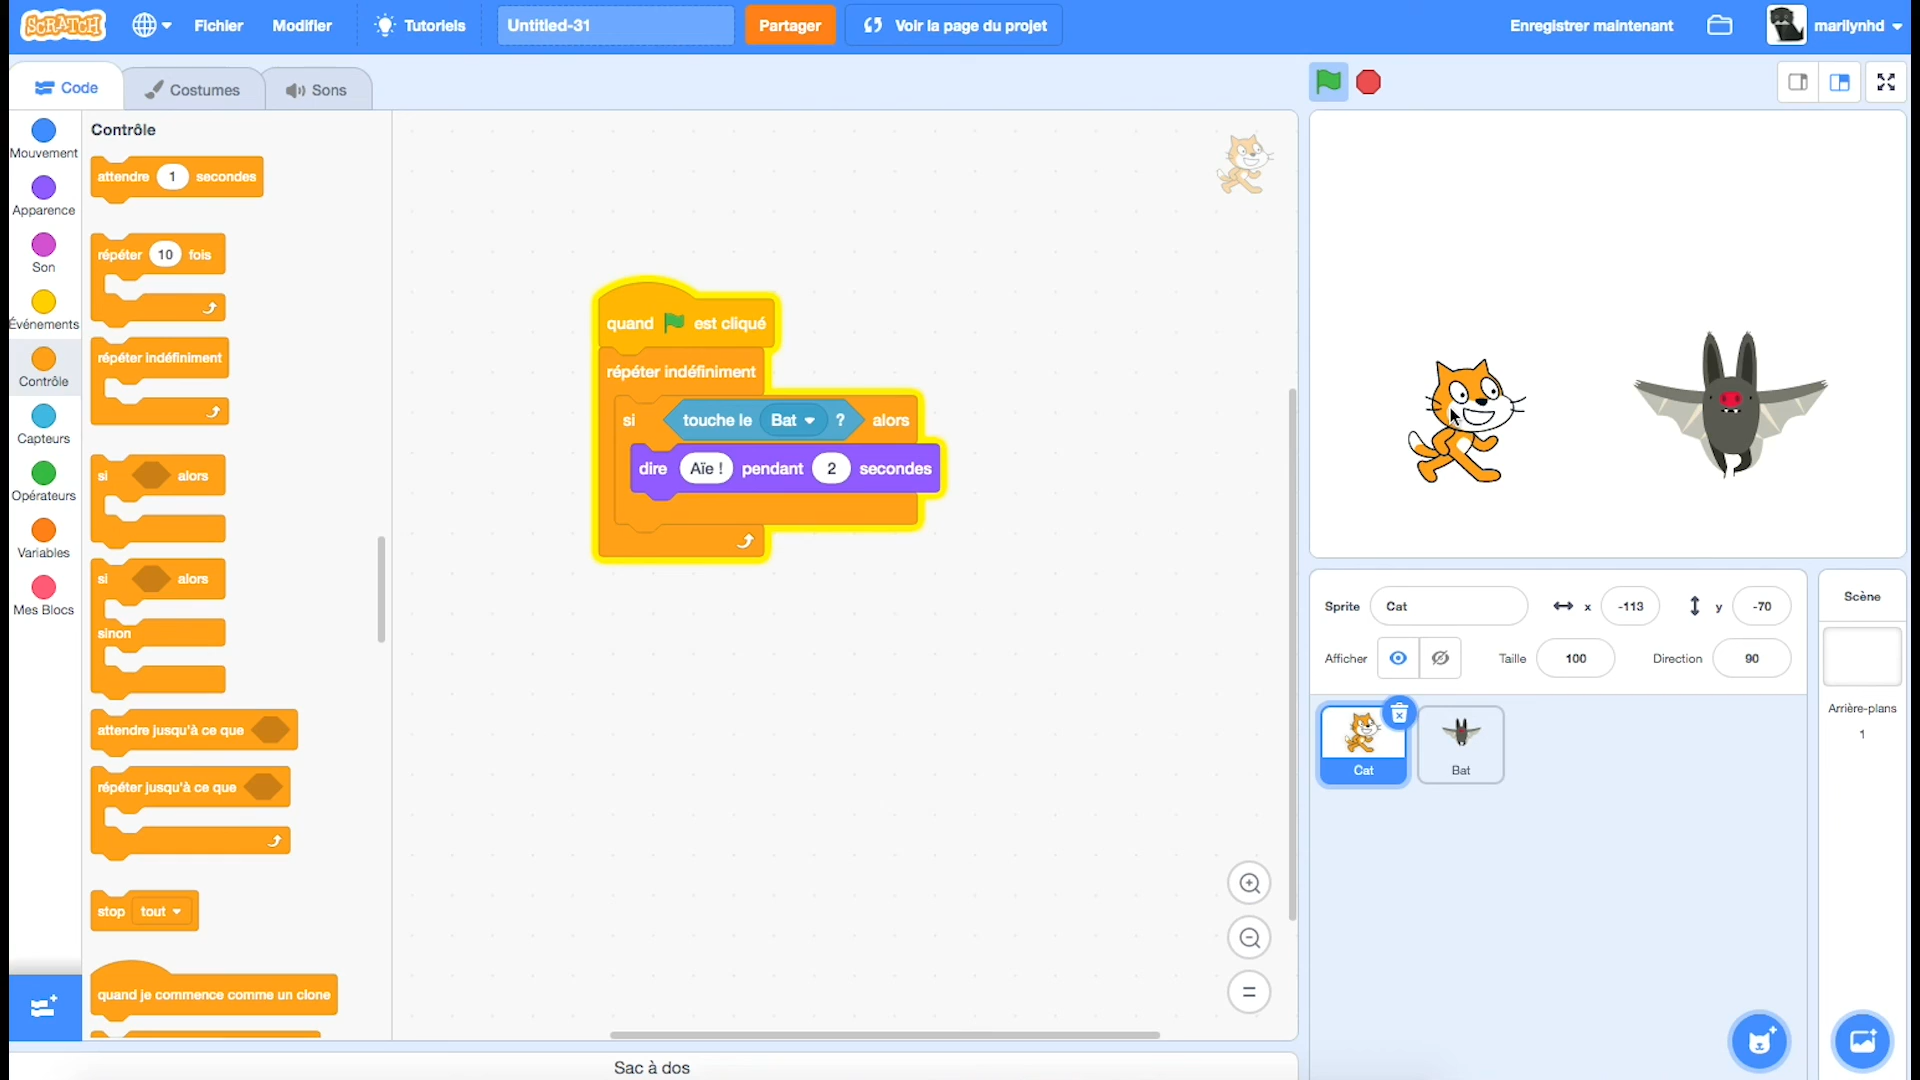 SCRATCH
Fichier
Modifier
Tutoriels
Untitled-31
Partager
Voir la page du projet
Enregistrer maintenant
marilynhd
Code
Costumes
Sons
Mouvement
Apparence
Son
Événements
Contrôle
Capteurs
Opérateurs
Variables
Mes Blocs
Contrôle
attendre 1 secondes
répéter 10 fois
répéter indéfiniment
si alors
si alors
sinon
attendre jusqu'à ce que
répéter jusqu'à ce que
stop tout
quand je commence comme un clone
quand est cliqué
répéter indéfiniment
si touche le Bat ? alors
dire Aïe ! pendant 2 secondes
Sac à dos
Sprite Cat x -113 y -70
Afficher Taille 100 Direction 90
Cat
Bat
Scène
Arrière-plans
1